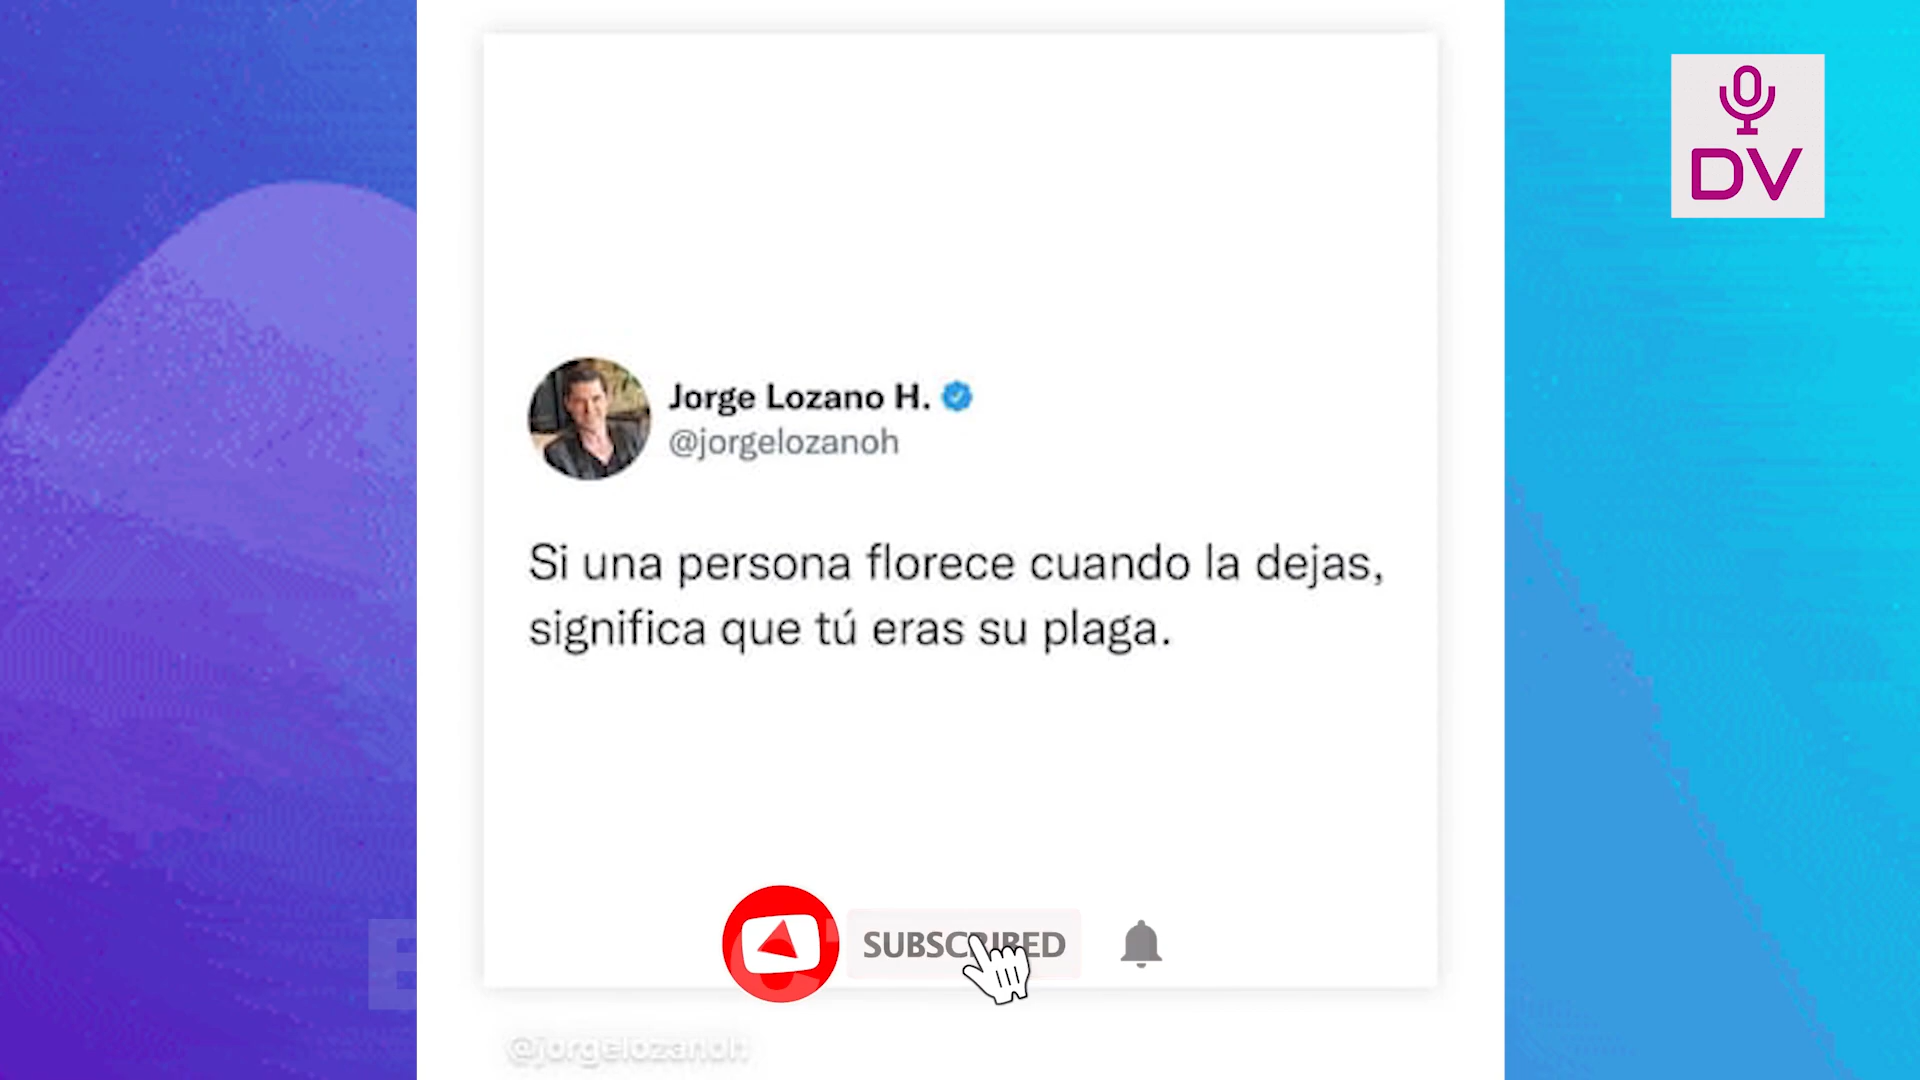 DV
Jorge Lozano H.
@jorgelozanoh
Si una persona florece cuando la dejas,
significa que tú eras su plaga.
SUBSCRIBED
@jorgelozanoh